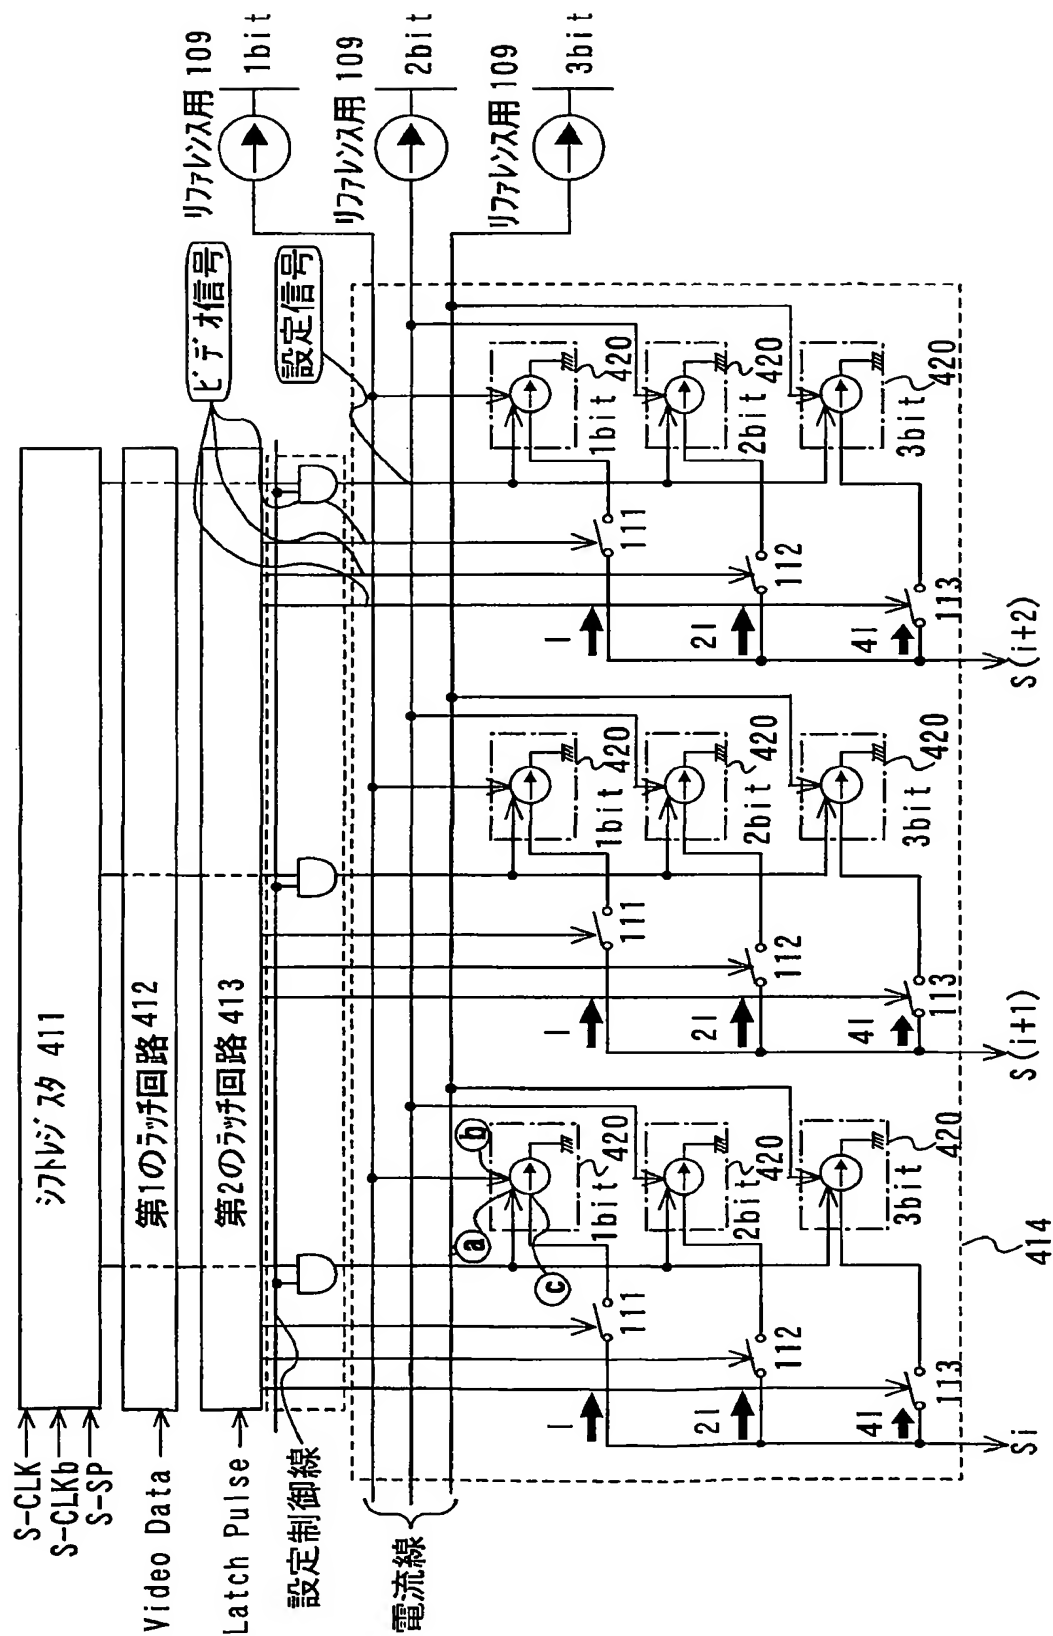 S-CLK
S-CLKb
S-SP
シフトレジスタ 411
Video Data
第1のラッチ回路 412
Latch Pulse
第2のラッチ回路 413
設定制御線
電流線
ビデオ信号
設定信号
リファレンス用 109
1bit
リファレンス用 109
2bit
リファレンス用 109
3bit
a
b
c
420
1bit
420
2bit
420
3bit
111
112
113
I
2I
4I
Si
420
1bit
420
2bit
420
3bit
111
112
113
I
2I
4I
S(i+1)
420
1bit
420
2bit
420
3bit
111
112
113
I
2I
4I
S(i+2)
414